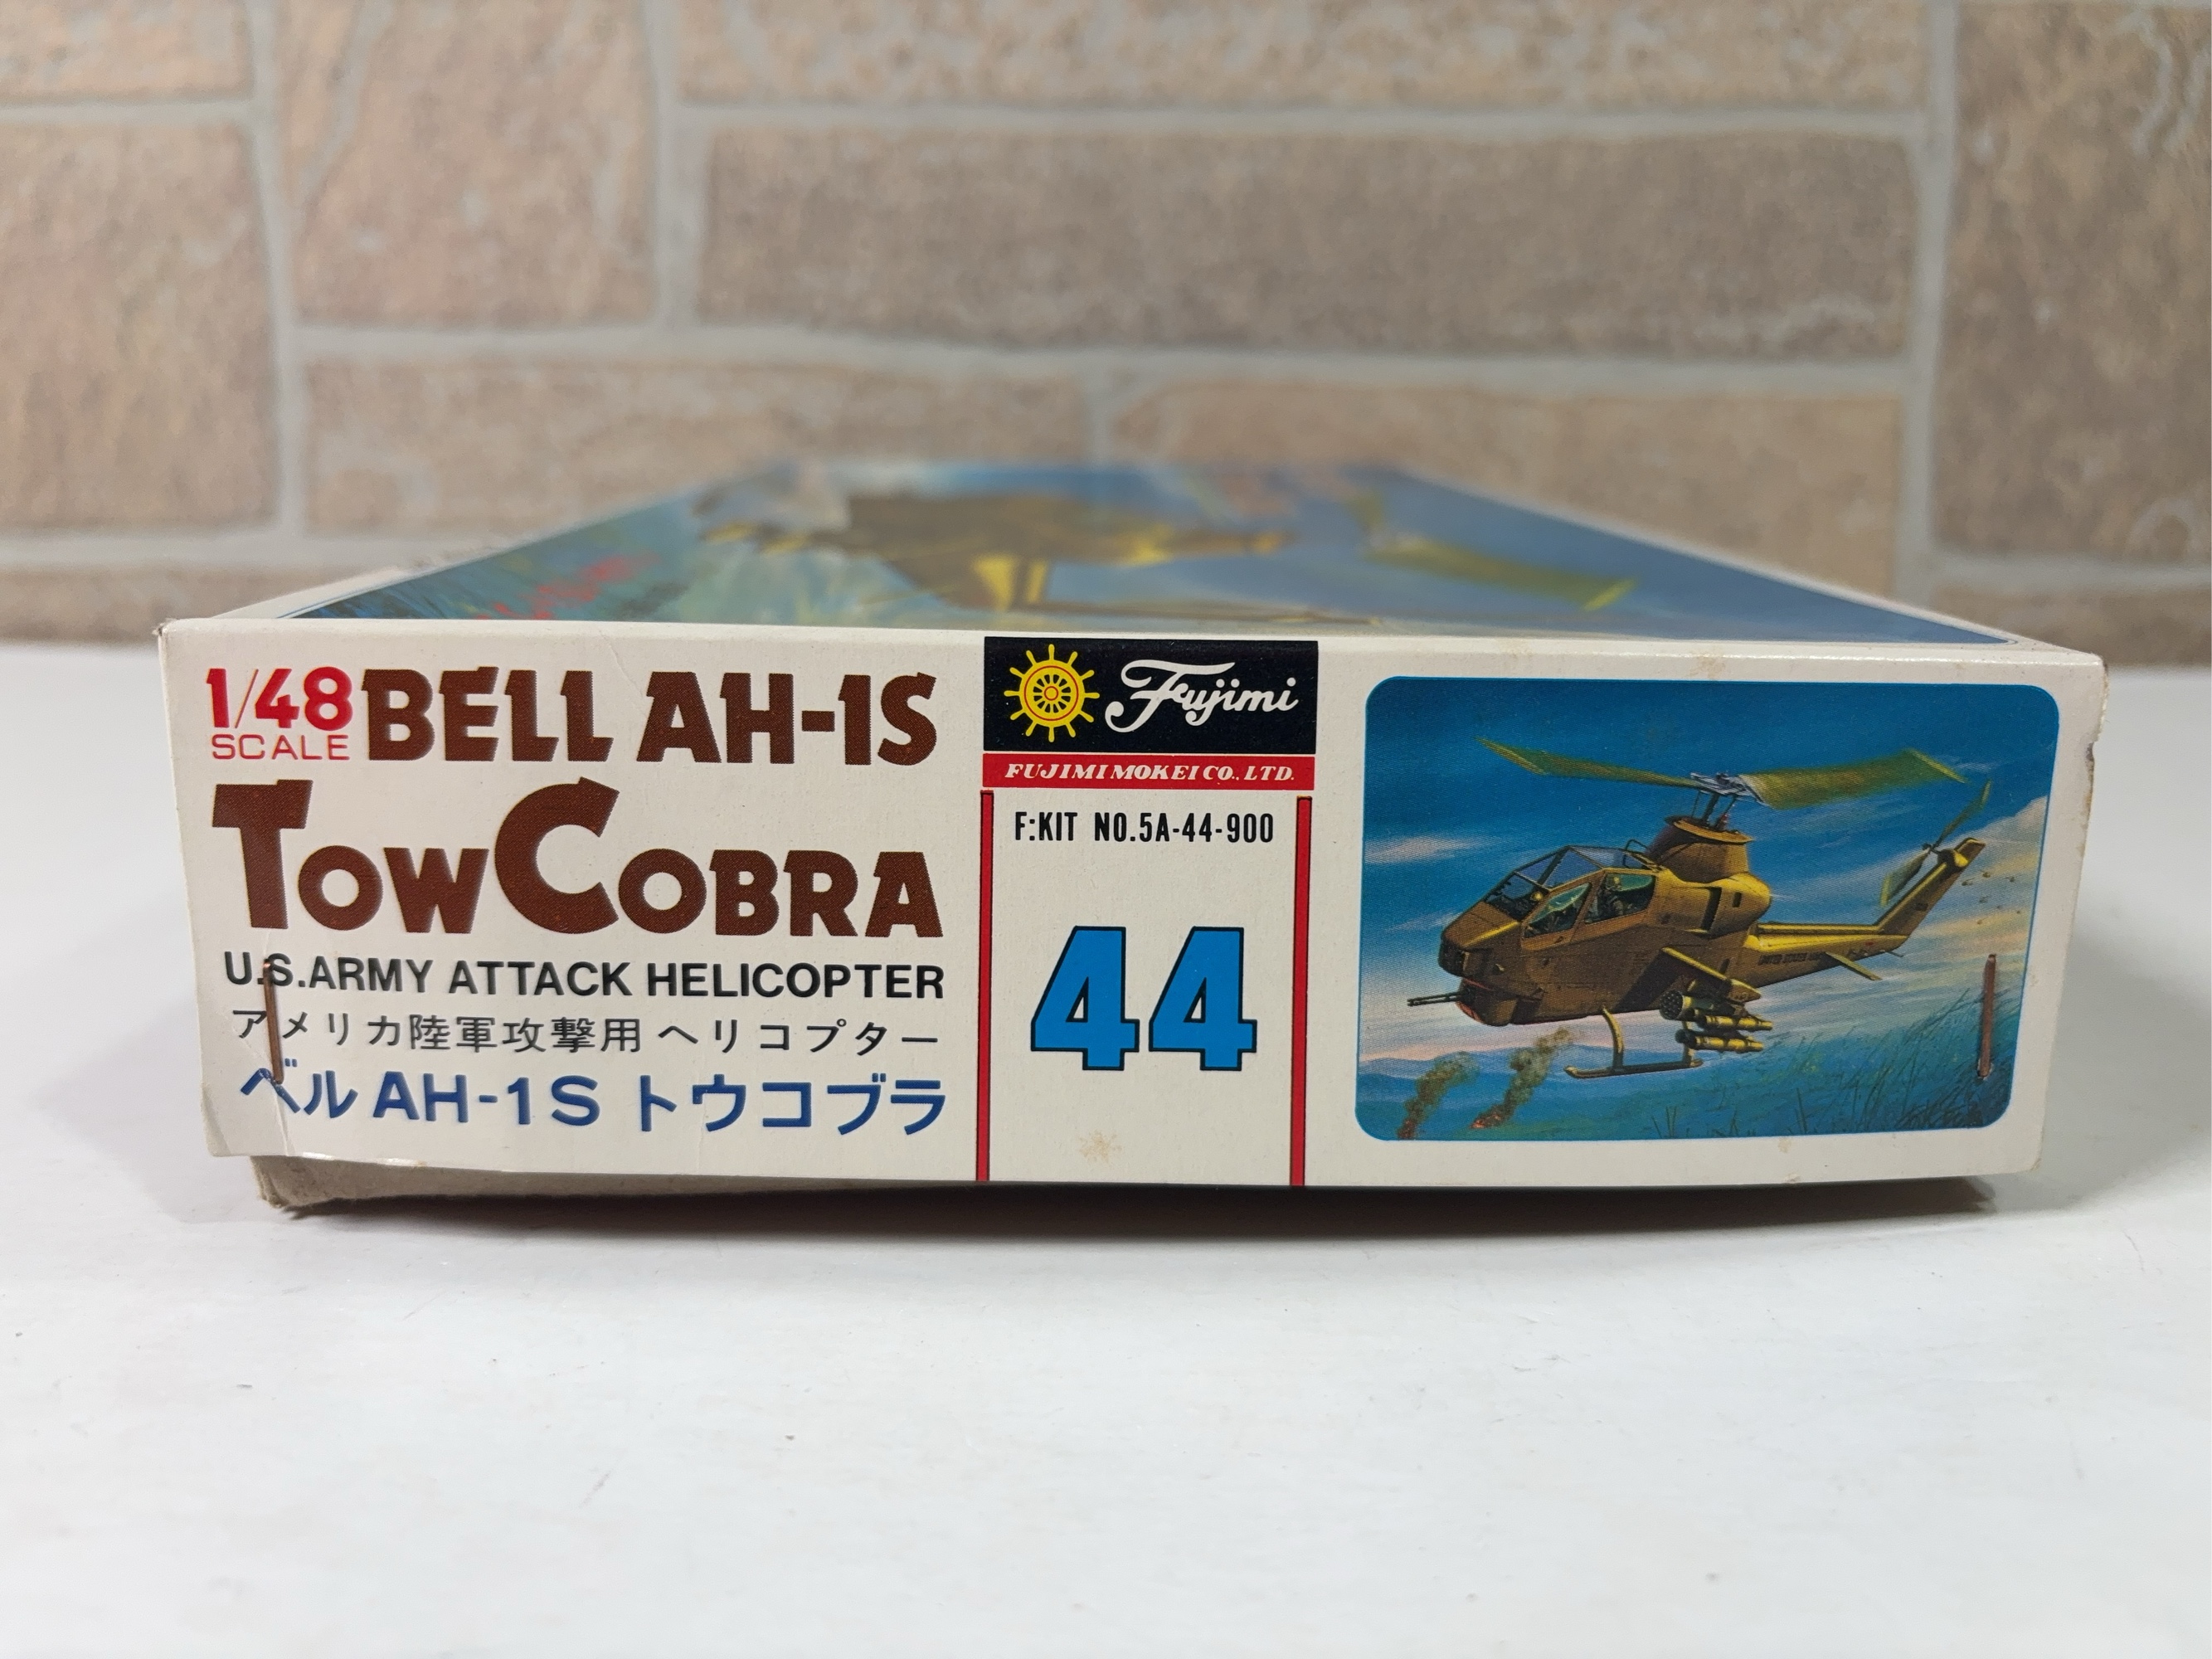 1/48 BELL AH-1S
SCALE
TOWCOBRA
U.S.ARMY ATTACK HELICOPTER
アメリカ陸軍攻撃用 ヘリコプター
ベル AH-1S トウコブラ
Fujimi
FUJIMI MOKEI CO., LTD.
F:KIT NO.5A-44-900
44